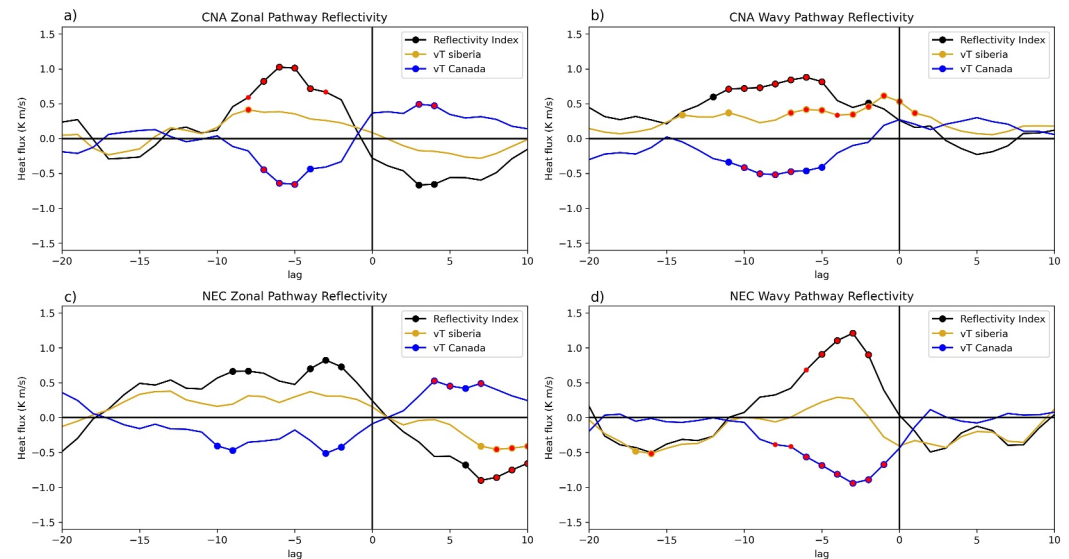 a)
CNA Zonal Pathway Reflectivity
Heat flux (K m/s)
1.5
1.0
0.5
0.0
−0.5
−1.0
−1.5
Reflectivity Index
vT siberia
vT Canada
−20 −15 −10 −5 0 5 10
lag
b)
CNA Wavy Pathway Reflectivity
Heat flux (K m/s)
1.5
1.0
0.5
0.0
−0.5
−1.0
−1.5
Reflectivity Index
vT siberia
vT Canada
−20 −15 −10 −5 0 5 10
lag
c)
NEC Zonal Pathway Reflectivity
Heat flux (K m/s)
1.5
1.0
0.5
0.0
−0.5
−1.0
−1.5
Reflectivity Index
vT siberia
vT Canada
−20 −15 −10 −5 0 5 10
lag
d)
NEC Wavy Pathway Reflectivity
Heat flux (K m/s)
1.5
1.0
0.5
0.0
−0.5
−1.0
−1.5
Reflectivity Index
vT siberia
vT Canada
−20 −15 −10 −5 0 5 10
lag